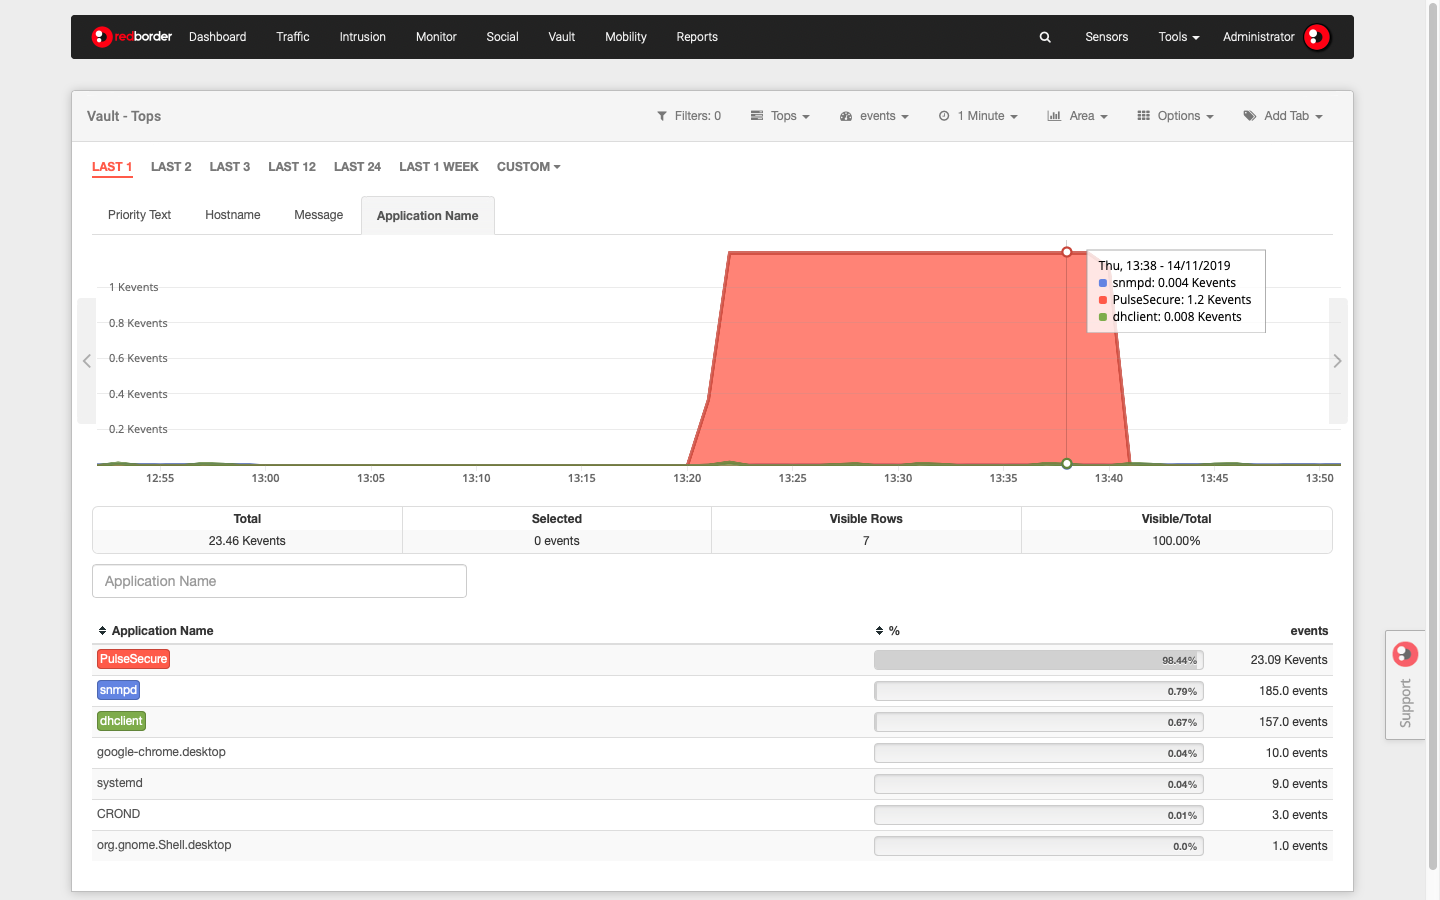 redborder Dashboard Traffic Intrusion Monitor Social Vault Mobility Reports Sensors Tools Administrator
Vault - Tops Filters: 0 Tops events 1 Minute Area Options Add Tab
LAST 1 LAST 2 LAST 3 LAST 12 LAST 24 LAST 1 WEEK CUSTOM
Priority Text Hostname Message Application Name
Thu, 13:38 - 14/11/2019
snmpd: 0.004 Kevents
PulseSecure: 1.2 Kevents
dhclient: 0.008 Kevents
1 Kevents
0.8 Kevents
0.6 Kevents
0.4 Kevents
0.2 Kevents
12:55 13:00 13:05 13:10 13:15 13:20 13:25 13:30 13:35 13:40 13:45 13:50
Total Selected Visible Rows Visible/Total
23.46 Kevents 0 events 7 100.00%
Application Name
Application Name % events
PulseSecure 98.44% 23.09 Kevents
snmpd 0.79% 185.0 events
dhclient 0.67% 157.0 events
google-chrome.desktop 0.04% 10.0 events
systemd 0.04% 9.0 events
CROND 0.01% 3.0 events
org.gnome.Shell.desktop 0.0% 1.0 events
Support